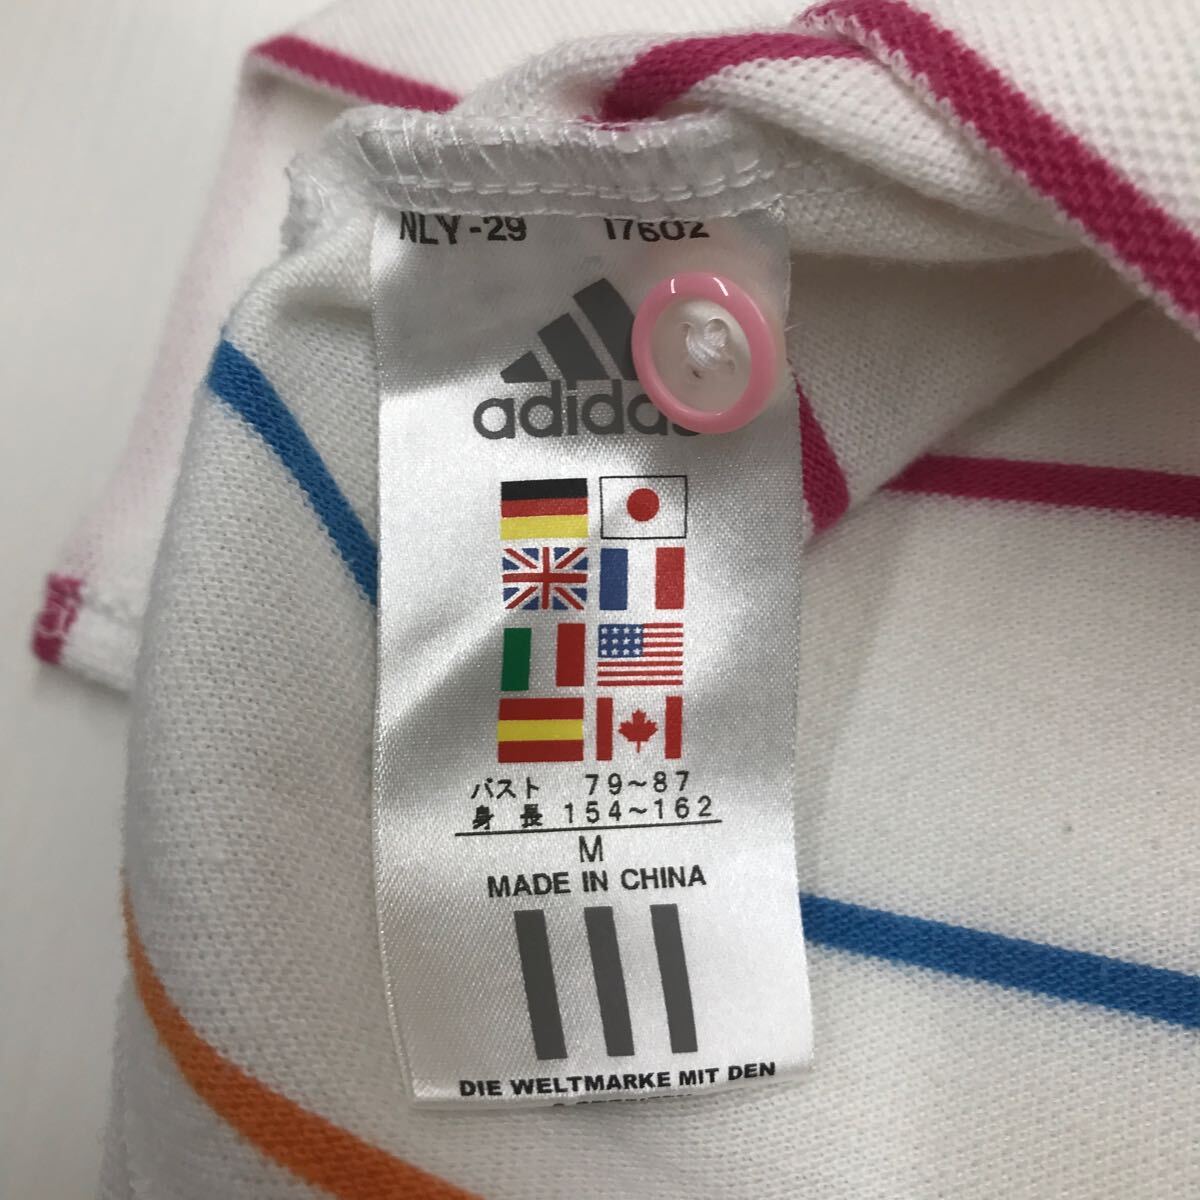 NLY-29 17602
adidas
バスト 79~87
身長 154~162
M
MADE IN CHINA
DIE WELTMARKE MIT DEN